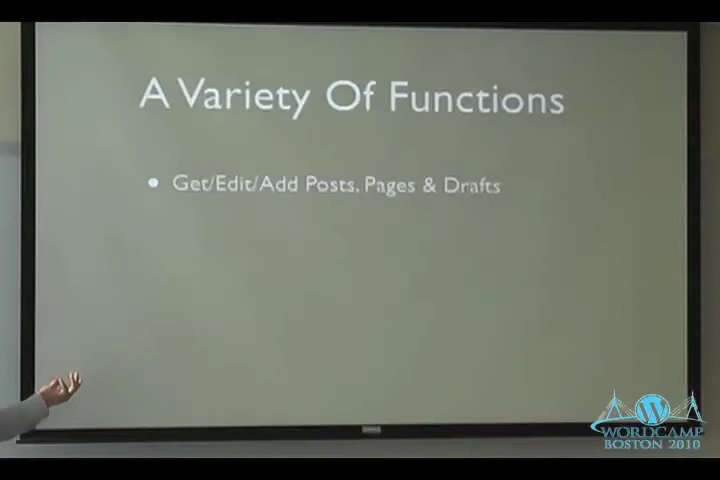 A Variety Of Functions
• Get/Edit/Add Posts, Pages & Drafts
WORDCAMP
BOSTON 2010